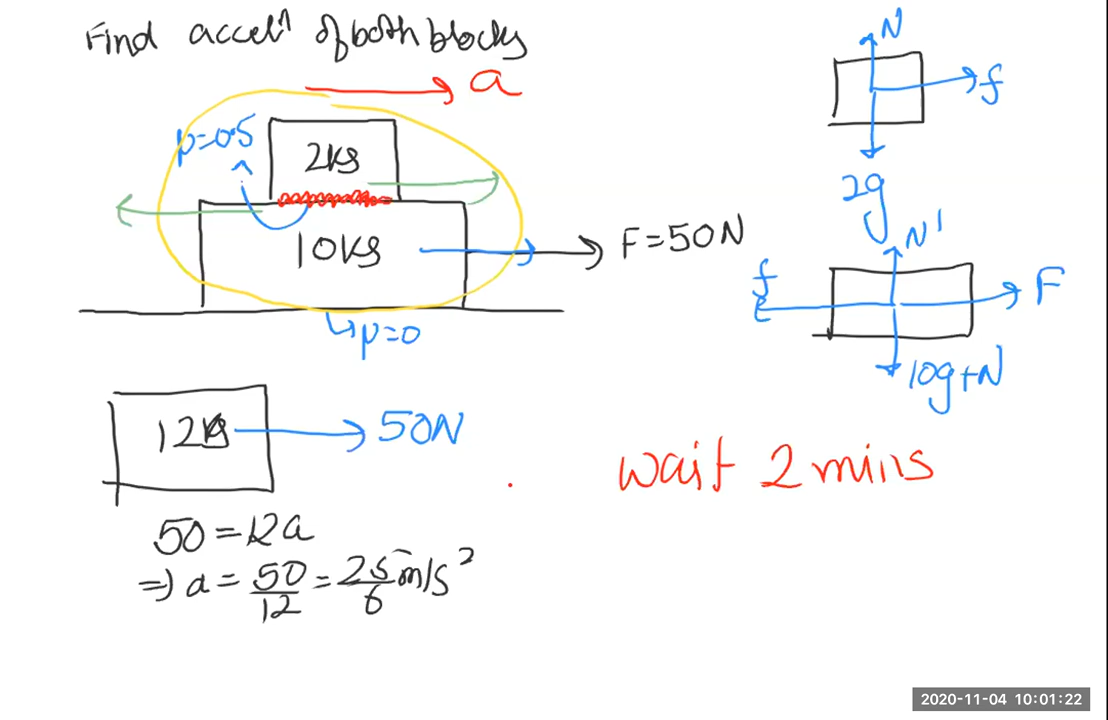 Find accelⁿ of both blocks
a
μ=0.5
2kg
10kg
F=50N
μ=0
N
f
2g
N'
f
F
10g+N
12kg
50N
wait 2 mins
50=12a
⇒ a = 50/12 = 25/6 m/s²
2020-11-04 10:01:22